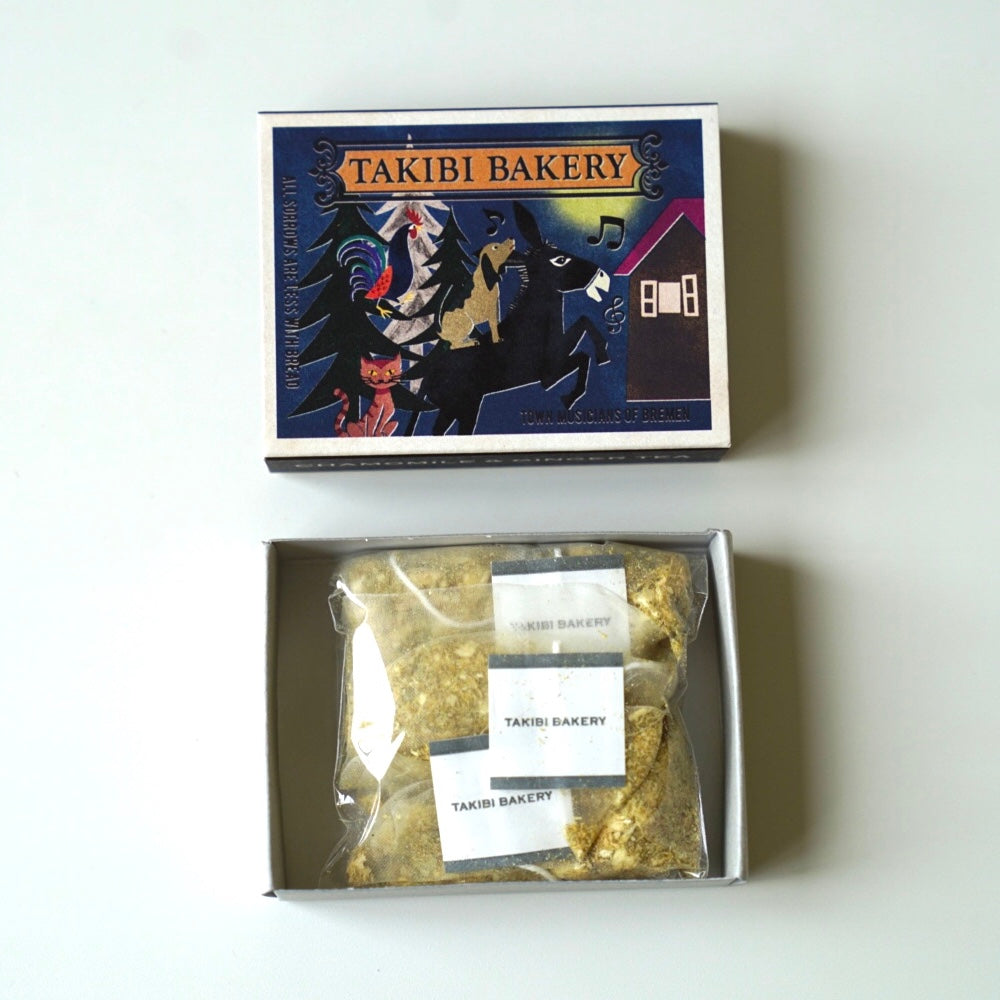 TAKIBI BAKERY
ALL SORROWS ARE LESS WITH BREAD
TOWN MUSICIANS OF BREMEN
CHAMOMILE & GINGER TEA
TAKIBI BAKERY
TAKIBI BAKERY
TAKIBI BAKERY